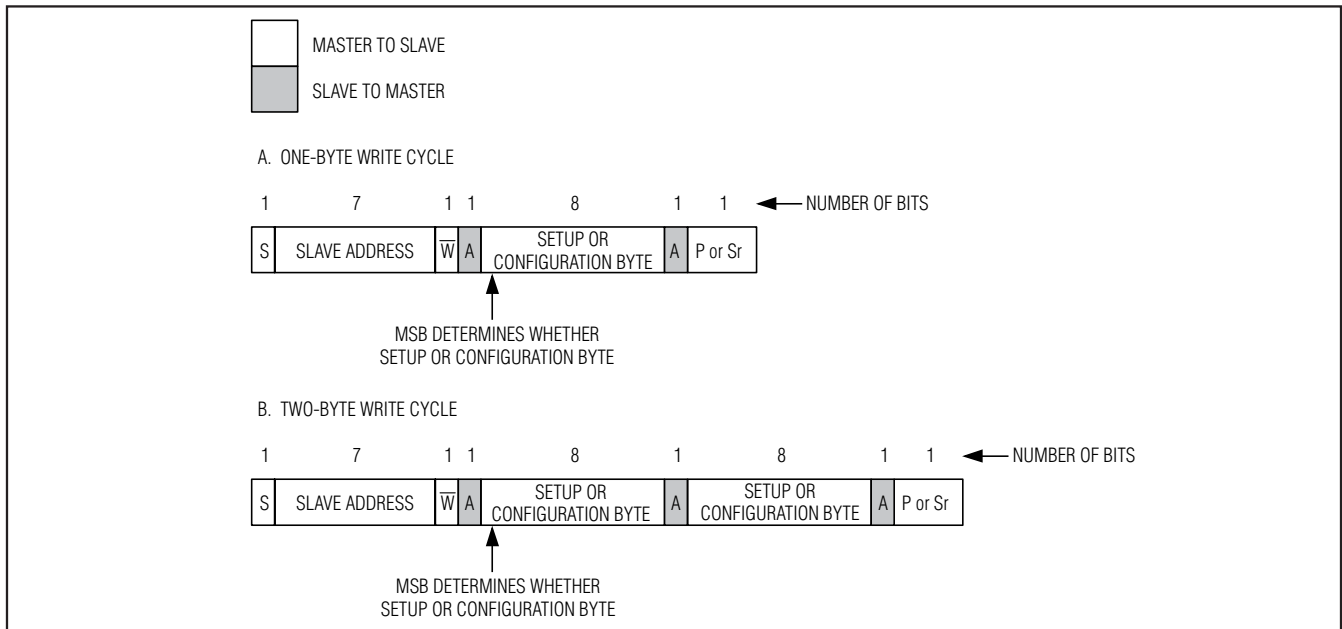 MASTER TO SLAVE
SLAVE TO MASTER
A. ONE-BYTE WRITE CYCLE
1 7 1 1 8 1 1 NUMBER OF BITS
S SLAVE ADDRESS W̅ A SETUP OR CONFIGURATION BYTE A P or Sr
MSB DETERMINES WHETHER
SETUP OR CONFIGURATION BYTE
B. TWO-BYTE WRITE CYCLE
1 7 1 1 8 1 8 1 1 NUMBER OF BITS
S SLAVE ADDRESS W̅ A SETUP OR CONFIGURATION BYTE A SETUP OR CONFIGURATION BYTE A P or Sr
MSB DETERMINES WHETHER
SETUP OR CONFIGURATION BYTE